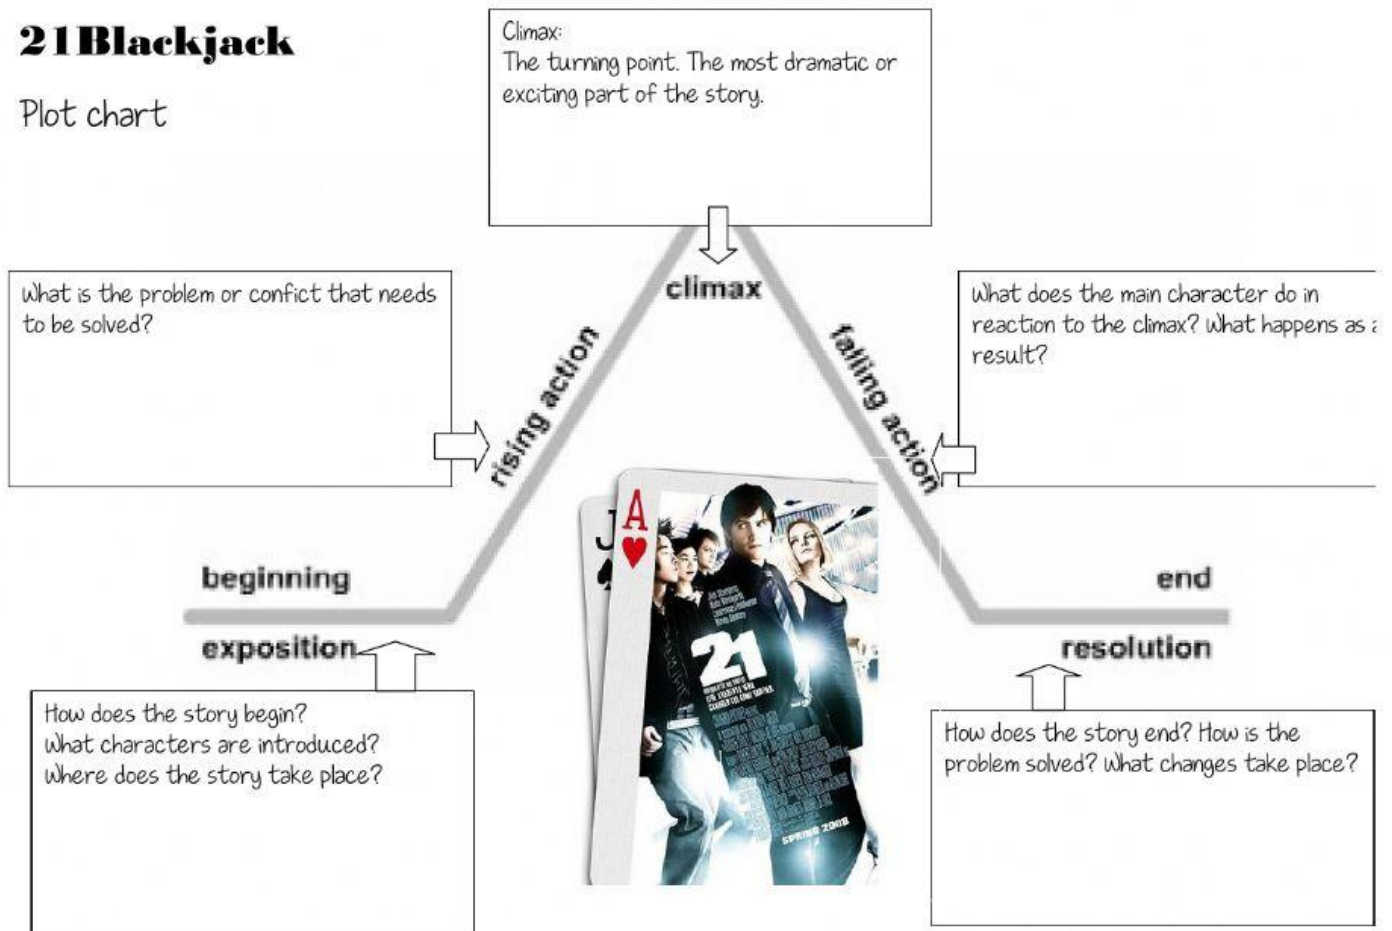 21Blackjack
Plot chart
Climax:
The turning point. The most dramatic or
exciting part of the story.
climax
What is the problem or confict that needs
to be solved?
rising action
What does the main character do in
reaction to the climax? What happens as a
result?
falling action
beginning
exposition
end
resolution
How does the story begin?
What characters are introduced?
Where does the story take place?
J
A
21
SPRING 2008
How does the story end? How is the
problem solved? What changes take place?